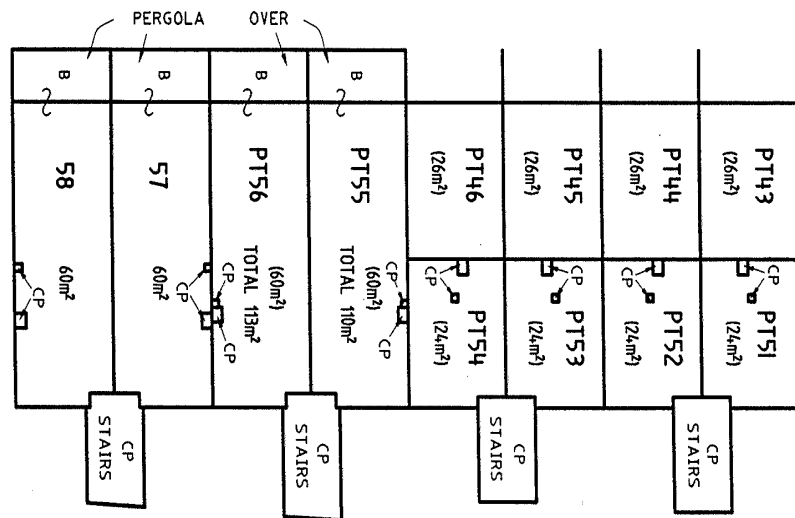 PERGOLA OVER
B
B
B
B
58
57
PT56
PT55
PT46
(26m²)
PT45
(26m²)
PT44
(26m²)
PT43
(26m²)
60m²
CP
60m²
CP
(60m²)
TOTAL 113m²
CP
CP
(60m²)
TOTAL 110m²
CP
CP
CP
PT54
(24m²)
CP
PT53
(24m²)
CP
PT52
(24m²)
CP
PT51
(24m²)
CP
STAIRS
CP
STAIRS
CP
STAIRS
CP
STAIRS